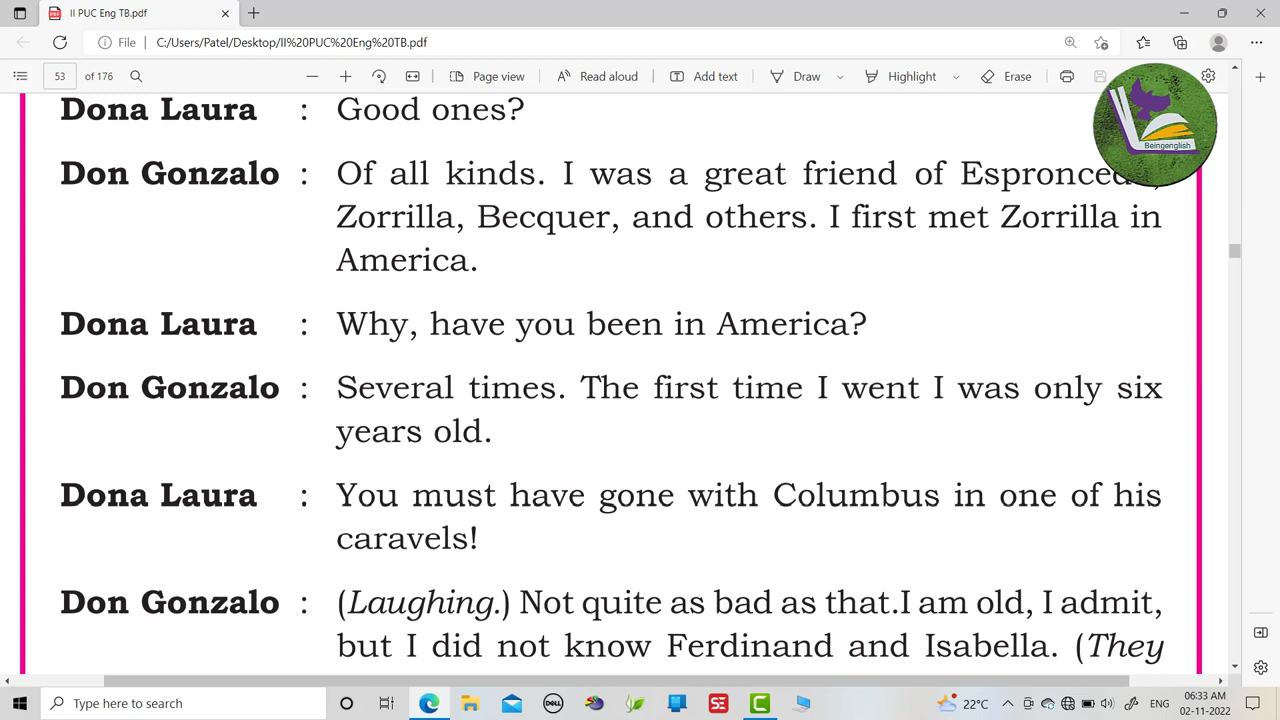 II PUC Eng TB.pdf
File
C:/Users/Patel/Desktop/II%20PUC%20Eng%20TB.pdf
53 of 176
Page view
Read aloud
Add text
Draw
Highlight
Erase
Beingenglish
Dona Laura : Good ones?
Don Gonzalo : Of all kinds. I was a great friend of
Zorrilla, Becquer, and others. I first met Zorrilla in
America.
Dona Laura : Why, have you been in America?
Don Gonzalo : Several times. The first time I went I was only six
years old.
Dona Laura : You must have gone with Columbus in one of his
caravels!
Don Gonzalo : (Laughing.) Not quite as bad as that.I am old, I admit,
but I did not know Ferdinand and Isabella. (They
Type here to search
DELL
SE
C
22°C
ENG
06:33 AM
02-11-2022